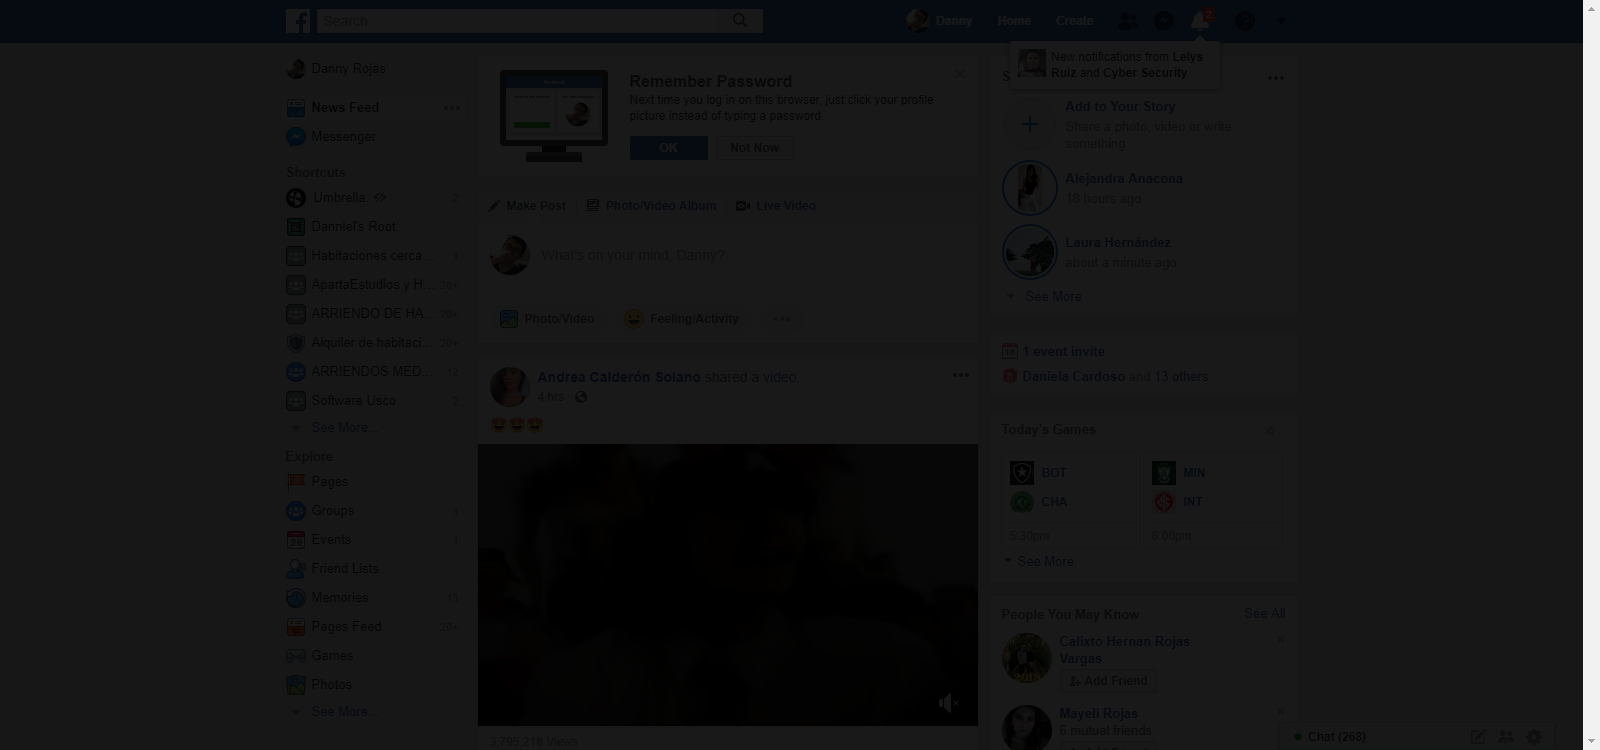 Search
Danny
Home
Create
2
New notifications from Lelys
Ruiz and Cyber Security
Danny Rojas
News Feed
Messenger
Shortcuts
Umbrella.
2
Danniel's Root
Habitaciones cerca...
ApartaEstudios y H...
20+
ARRIENDO DE HA...
20+
Alquiler de habitaci...
20+
ARRIENDOS MED...
12
Software Usco
2
See More...
Explore
Pages
Groups
Events
Friend Lists
Memories
13
Pages Feed
20+
Games
Photos
See More...
Remember Password
Next time you log in on this browser, just click your profile
picture instead of typing a password.
OK
Not Now
Make Post
Photo/Video Album
Live Video
What's on your mind, Danny?
Photo/Video
Feeling/Activity
Andrea Calderón Solano shared a video.
4 hrs ·
3,795,218 Views
Add to Your Story
Share a photo, video or write
something
Alejandra Anacona
18 hours ago
Laura Hernández
about a minute ago
See More
1 event invite
Daniela Cardoso and 13 others
Today's Games
BOT
MIN
CHA
INT
5:30pm
6:00pm
See More
People You May Know
See All
Calixto Hernan Rojas
Vargas
Add Friend
Mayell Rojas
6 mutual friends
Chat (268)